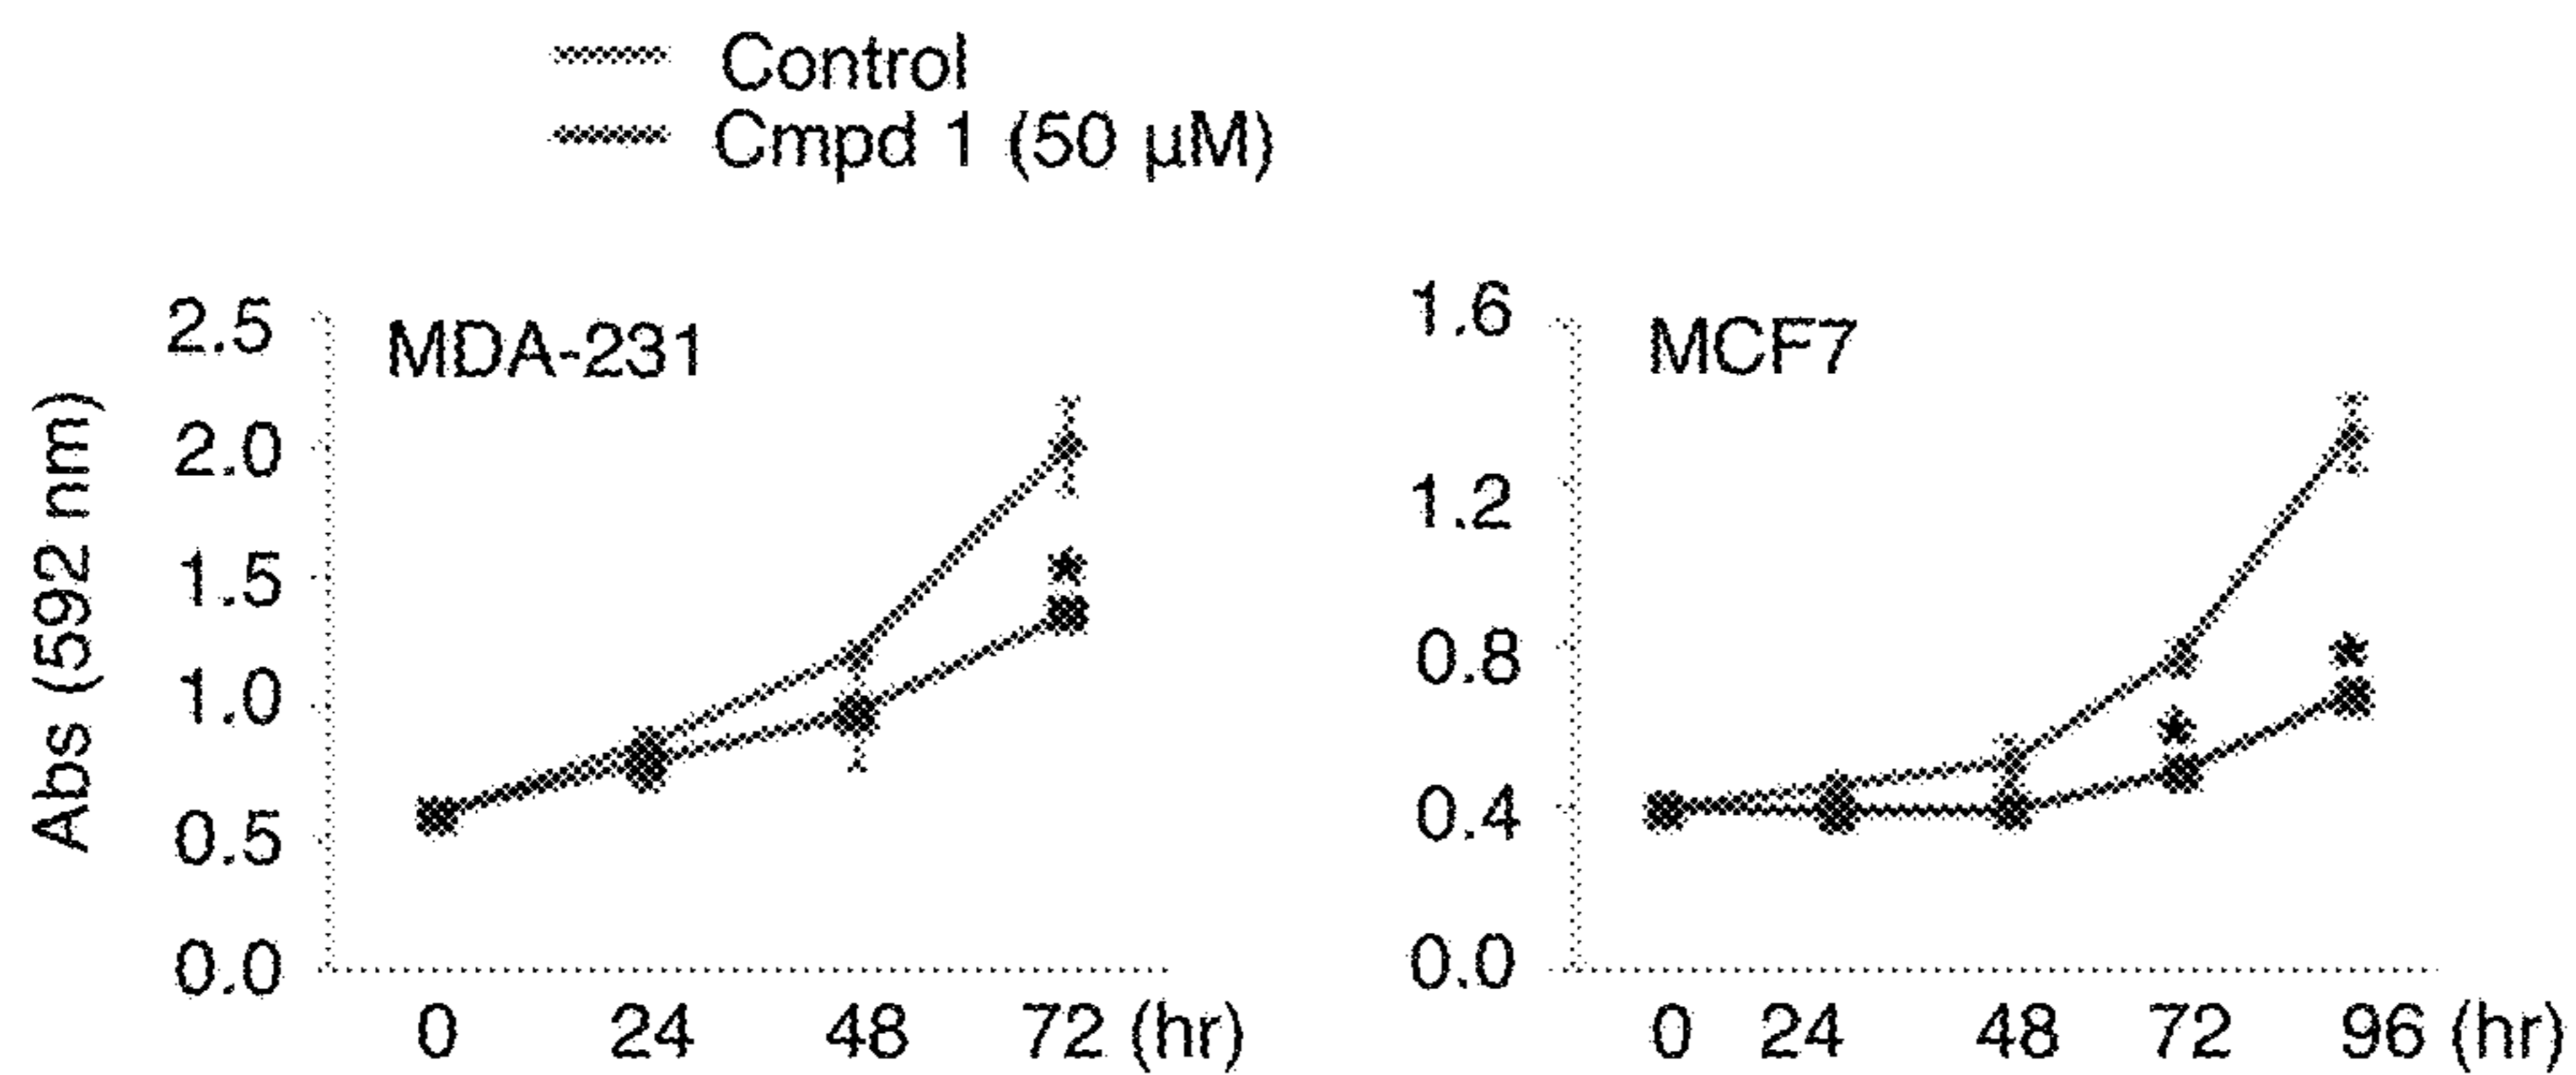 Control
Cmpd 1 (50 µM)
MDA-231
Abs (592 nm)
2.5
2.0
1.5
1.0
0.5
0.0
*
0 24 48 72 (hr)
MCF7
1.6
1.2
0.8
0.4
0.0
*
*
0 24 48 72 96 (hr)